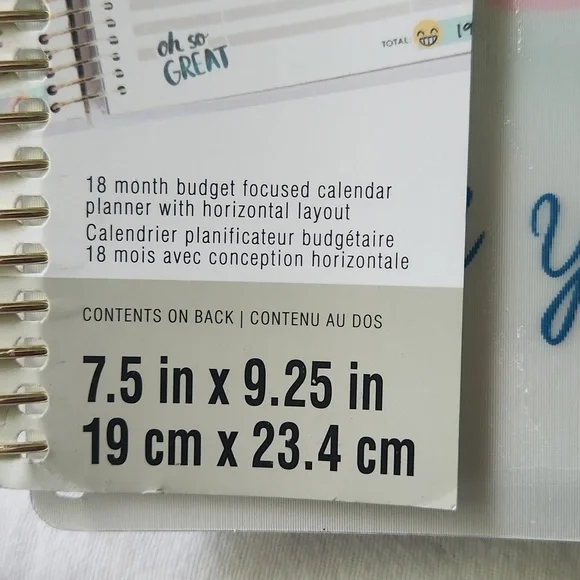 oh so
GREAT
TOTAL 19
18 month budget focused calendar
planner with horizontal layout
Calendrier planificateur budgétaire
18 mois avec conception horizontale
CONTENTS ON BACK | CONTENU AU DOS
7.5 in x 9.25 in
19 cm x 23.4 cm
y